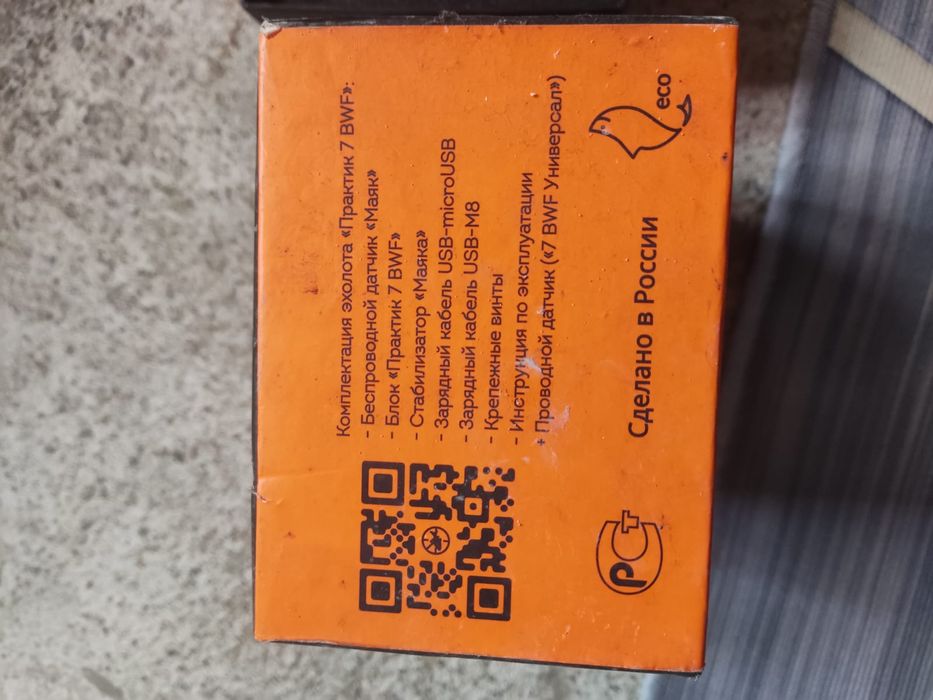 Комплектация эхолота «Практик 7 BWF»:
- Беспроводной датчик «Маяк»
- Блок «Практик 7 BWF»
- Стабилизатор «Маяка»
- Зарядный кабель USB-microUSB
- Зарядный кабель USB-M8
- Крепежные винты
- Инструкция по эксплуатации
+ Проводной датчик («7 BWF Универсал»)
РСТ
Сделано в России
eco